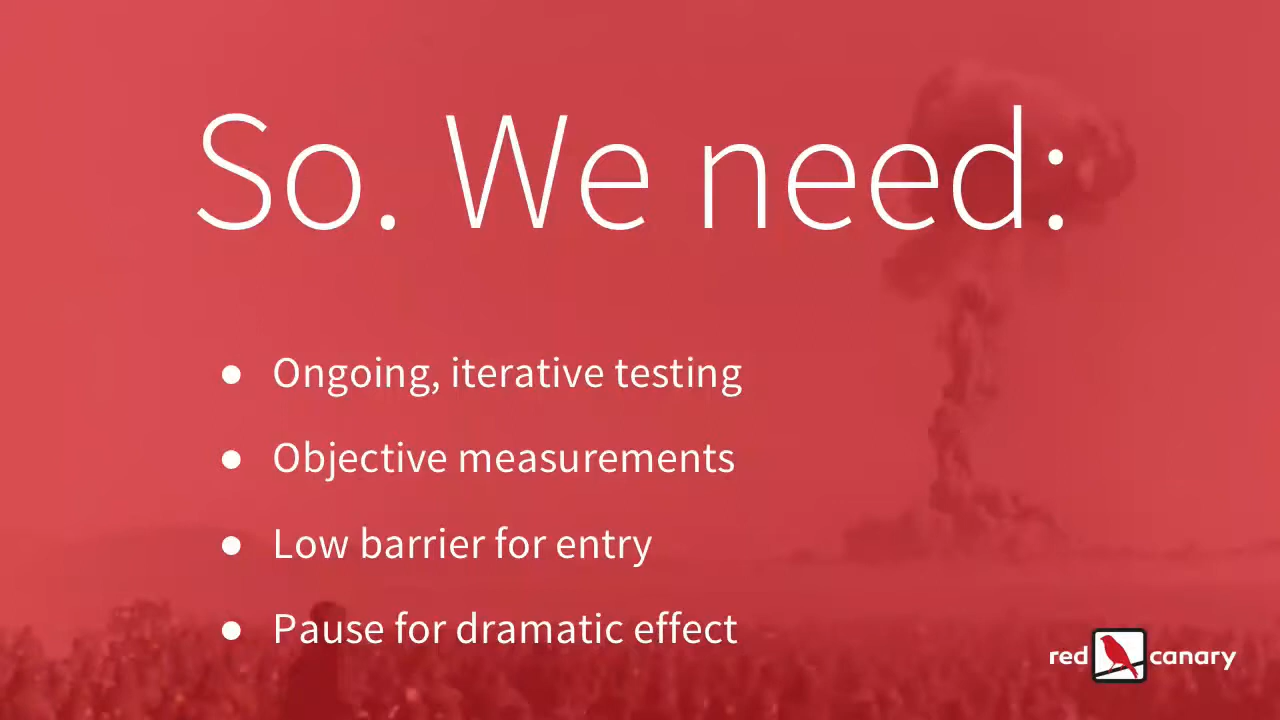 So. We need:
● Ongoing, iterative testing
● Objective measurements
● Low barrier for entry
● Pause for dramatic effect
red canary